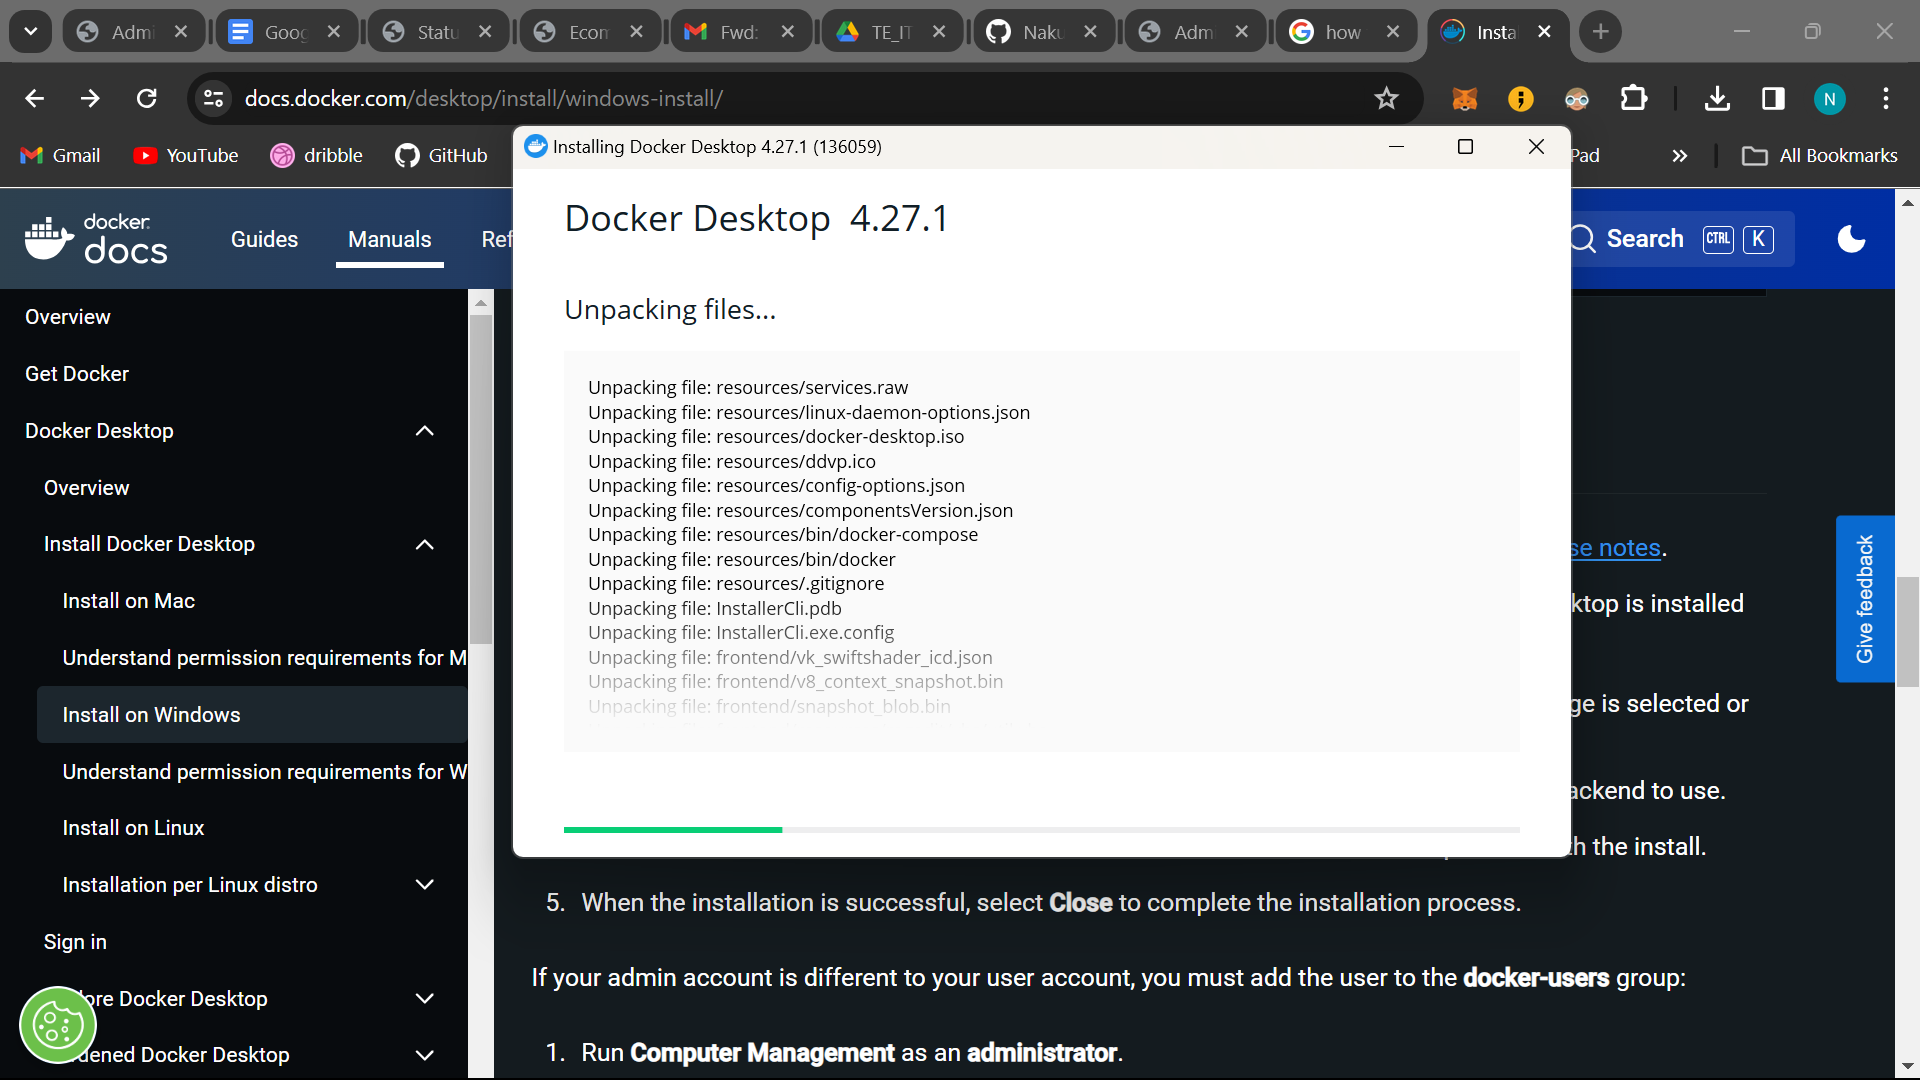 Admi
Goog
Statu
Econ
Fwd:
TE_IT
Naku
Admi
how
Insta
docs.docker.com/desktop/install/windows-install/
N
Gmail
YouTube
dribble
GitHub
Pad
All Bookmarks
Installing Docker Desktop 4.27.1 (136059)
docker.
docs
Guides
Manuals
Ref
Search
CTRL
K
Docker Desktop 4.27.1
Unpacking files...
Unpacking file: resources/services.raw
Unpacking file: resources/linux-daemon-options.json
Unpacking file: resources/docker-desktop.iso
Unpacking file: resources/ddvp.ico
Unpacking file: resources/config-options.json
Unpacking file: resources/componentsVersion.json
Unpacking file: resources/bin/docker-compose
Unpacking file: resources/bin/docker
Unpacking file: resources/.gitignore
Unpacking file: InstallerCli.pdb
Unpacking file: InstallerCli.exe.config
Unpacking file: frontend/vk_swiftshader_icd.json
Unpacking file: frontend/v8_context_snapshot.bin
Unpacking file: frontend/snapshot_blob.bin
Overview
Get Docker
Docker Desktop
Overview
Install Docker Desktop
Install on Mac
Understand permission requirements for M
Install on Windows
Understand permission requirements for W
Install on Linux
Installation per Linux distro
Sign in
ore Docker Desktop
dened Docker Desktop
se notes.
ktop is installed
ge is selected or
ackend to use.
h the install.
Give feedback
5. When the installation is successful, select Close to complete the installation process.
If your admin account is different to your user account, you must add the user to the docker-users group:
1. Run Computer Management as an administrator.